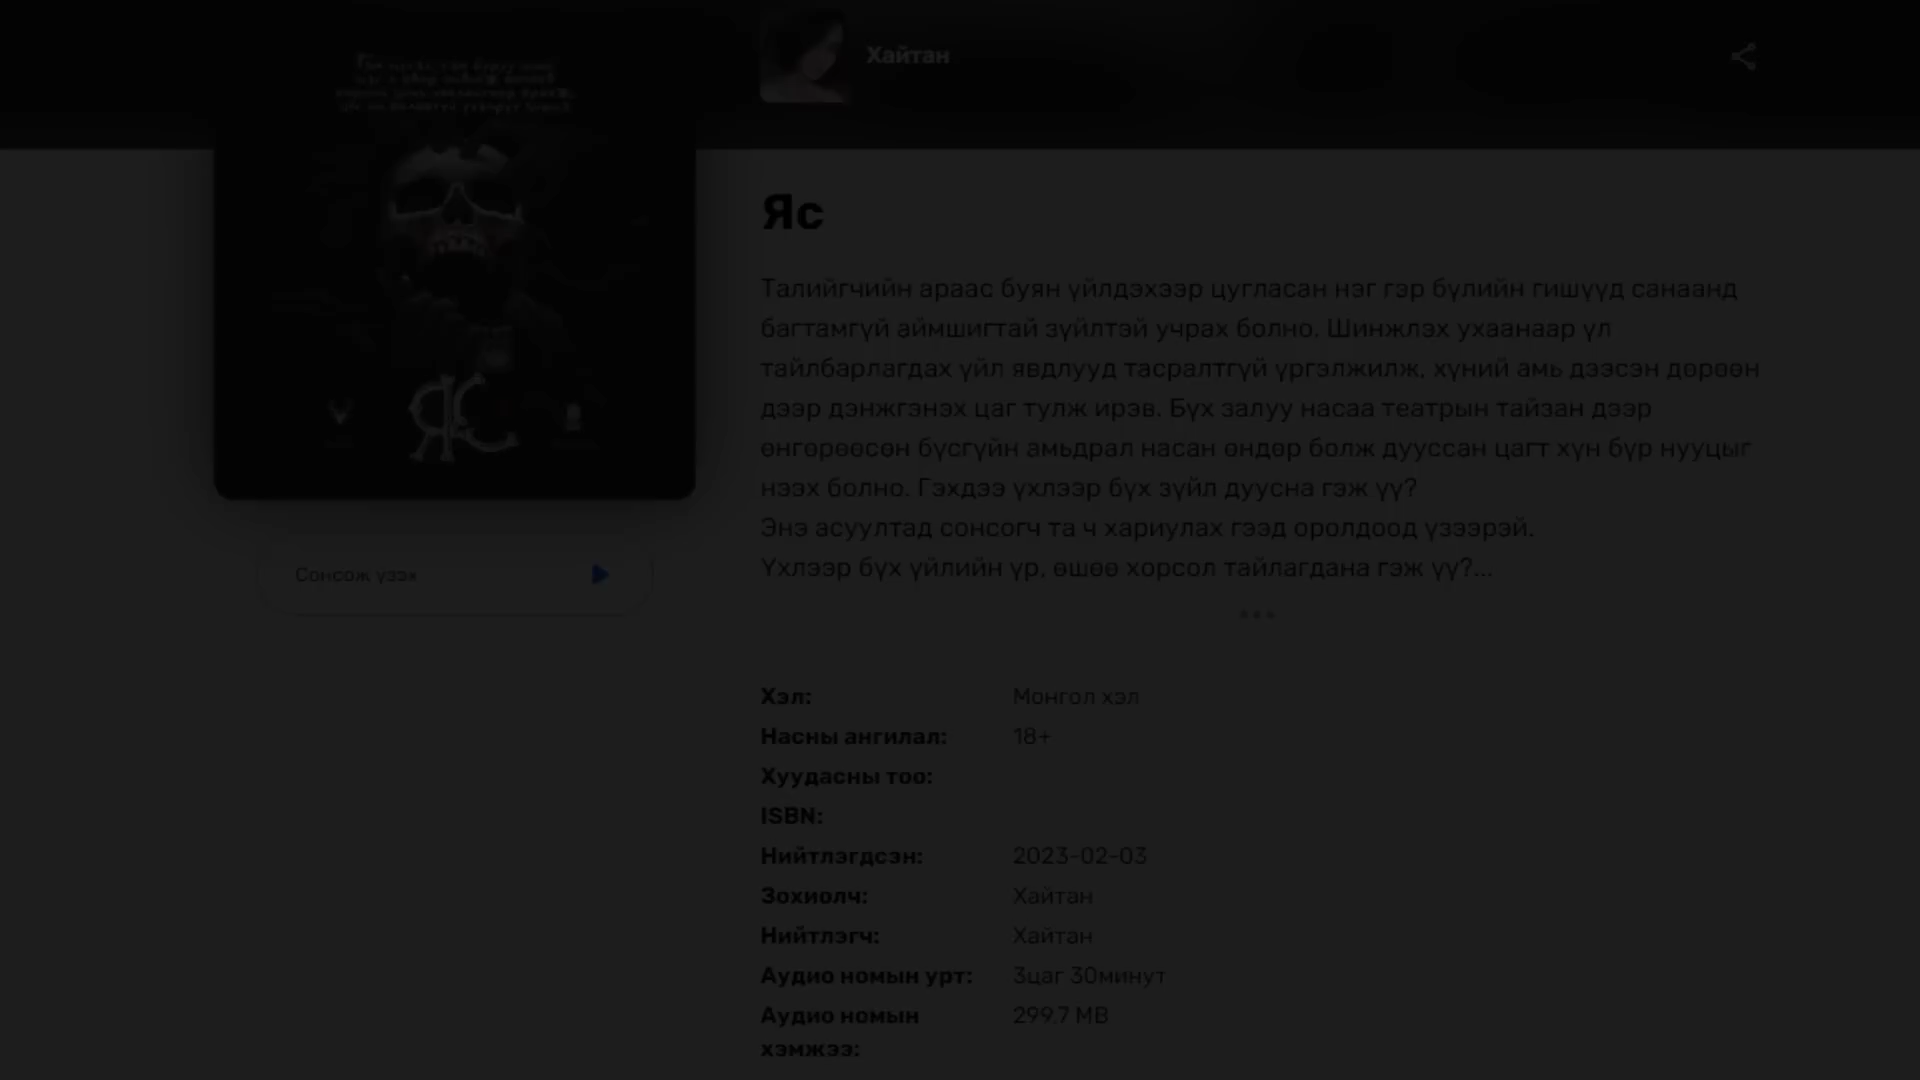 Хайтан
Яс
Талийгчийн араас буян үйлдэхээр цугласан нэг гэр бүлийн гишүүд санаанд
багтамгүй аймшигтай зүйлтэй учрах болно. Шинжлэх ухаанаар үл
тайлбарлагдах үйл явдлууд тасралтгүй үргэлжилж, хүний амь дээсэн дөрөөн
дээр дэнжгэнэх цаг тулж ирэв. Бүх залуу насаа театрын тайзан дээр
өнгөрөөсөн бүсгүйн амьдрал насан өндөр болж дууссан цагт хүн бүр нууцыг
нээх болно. Гэхдээ үхлээр бүх зүйл дуусна гэж үү?
Энэ асуултад сонсогч та ч хариулах гээд оролдоод үзээрэй.
Үхлээр бүх үйлийн үр, өшөө хорсол тайлагдана гэж үү?...
ЯС
Сонсож үзэх
Хэл: Монгол хэл
Насны ангилал: 18+
Хуудасны тоо:
ISBN:
Нийтлэгдсэн: 2023-02-03
Зохиолч: Хайтан
Нийтлэгч: Хайтан
Аудио номын урт: 3цаг 30минут
Аудио номын 299.7 MB
хэмжээ: